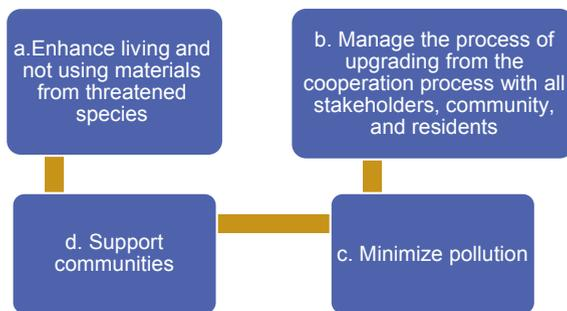 a.Enhance living and
not using materials
from threatened
species
b. Manage the process of
upgrading from the
cooperation process with all
stakeholders, community,
and residents
d. Support
communities
c. Minimize pollution